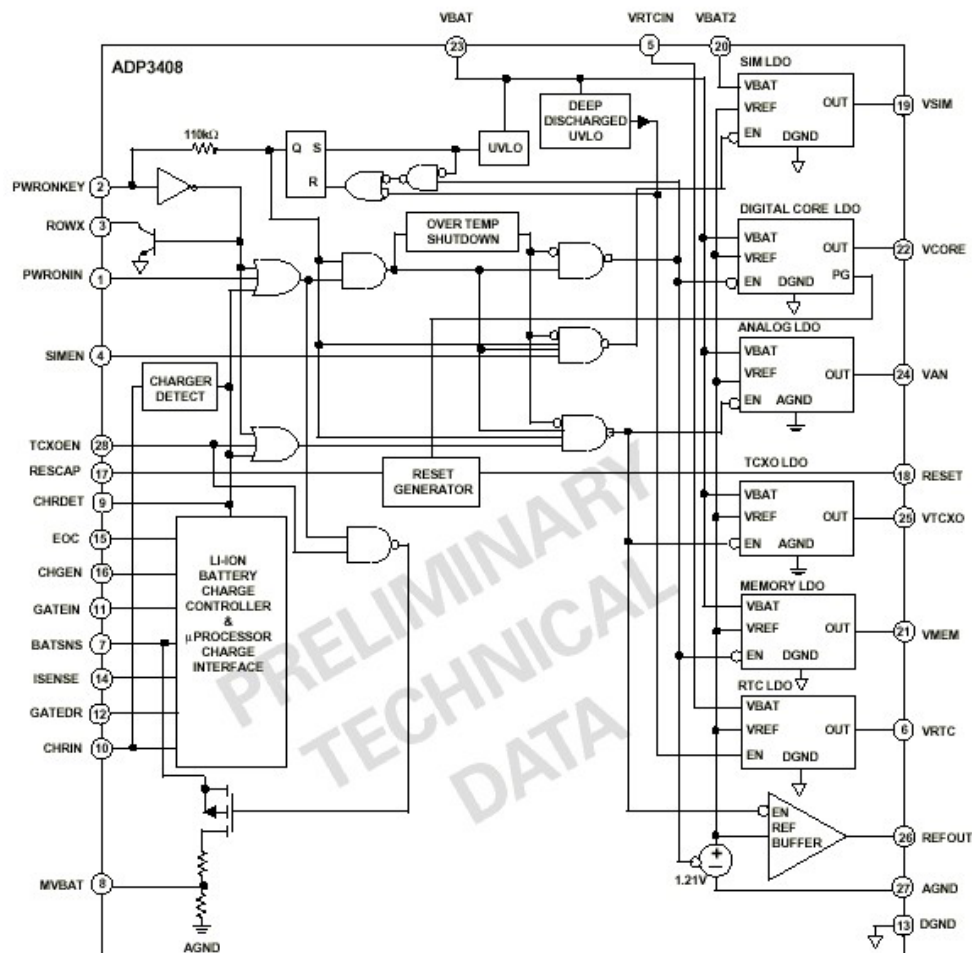 VBAT
VRTCIN
VBAT2
23
5
20
ADP3408
SIM LDO
VBAT
VREF
OUT
EN
DGND
19
VSIM
DEEP
DISCHARGED
UVLO
110kΩ
Q
S
R
UVLO
PWRONKEY
2
ROWX
3
PWRONIN
1
OVER TEMP
SHUTDOWN
DIGITAL CORE LDO
VBAT
OUT
VREF
PG
EN
DGND
22
VCORE
SIMEN
4
CHARGER
DETECT
ANALOG LDO
VBAT
VREF
OUT
EN
AGND
24
VAN
TCXOEN
28
RESCAP
17
RESET
GENERATOR
18
RESET
CHRDET
9
TCXO LDO
VBAT
VREF
OUT
EN
AGND
25
VTCXO
EOC
15
CHGEN
16
GATEIN
11
BATSNS
7
ISENSE
14
GATEDR
12
CHRIN
10
LI-ION
BATTERY
CHARGE
CONTROLLER
&
µPROCESSOR
CHARGE
INTERFACE
MEMORY LDO
VBAT
VREF
OUT
EN
DGND
21
VMEM
RTC LDO
VBAT
VREF
OUT
EN
DGND
6
VRTC
EN
REF
BUFFER
26
REFOUT
+
−
1.21V
27
AGND
13
DGND
MVBAT
8
AGND
PRELIMINARY
TECHNICAL
DATA